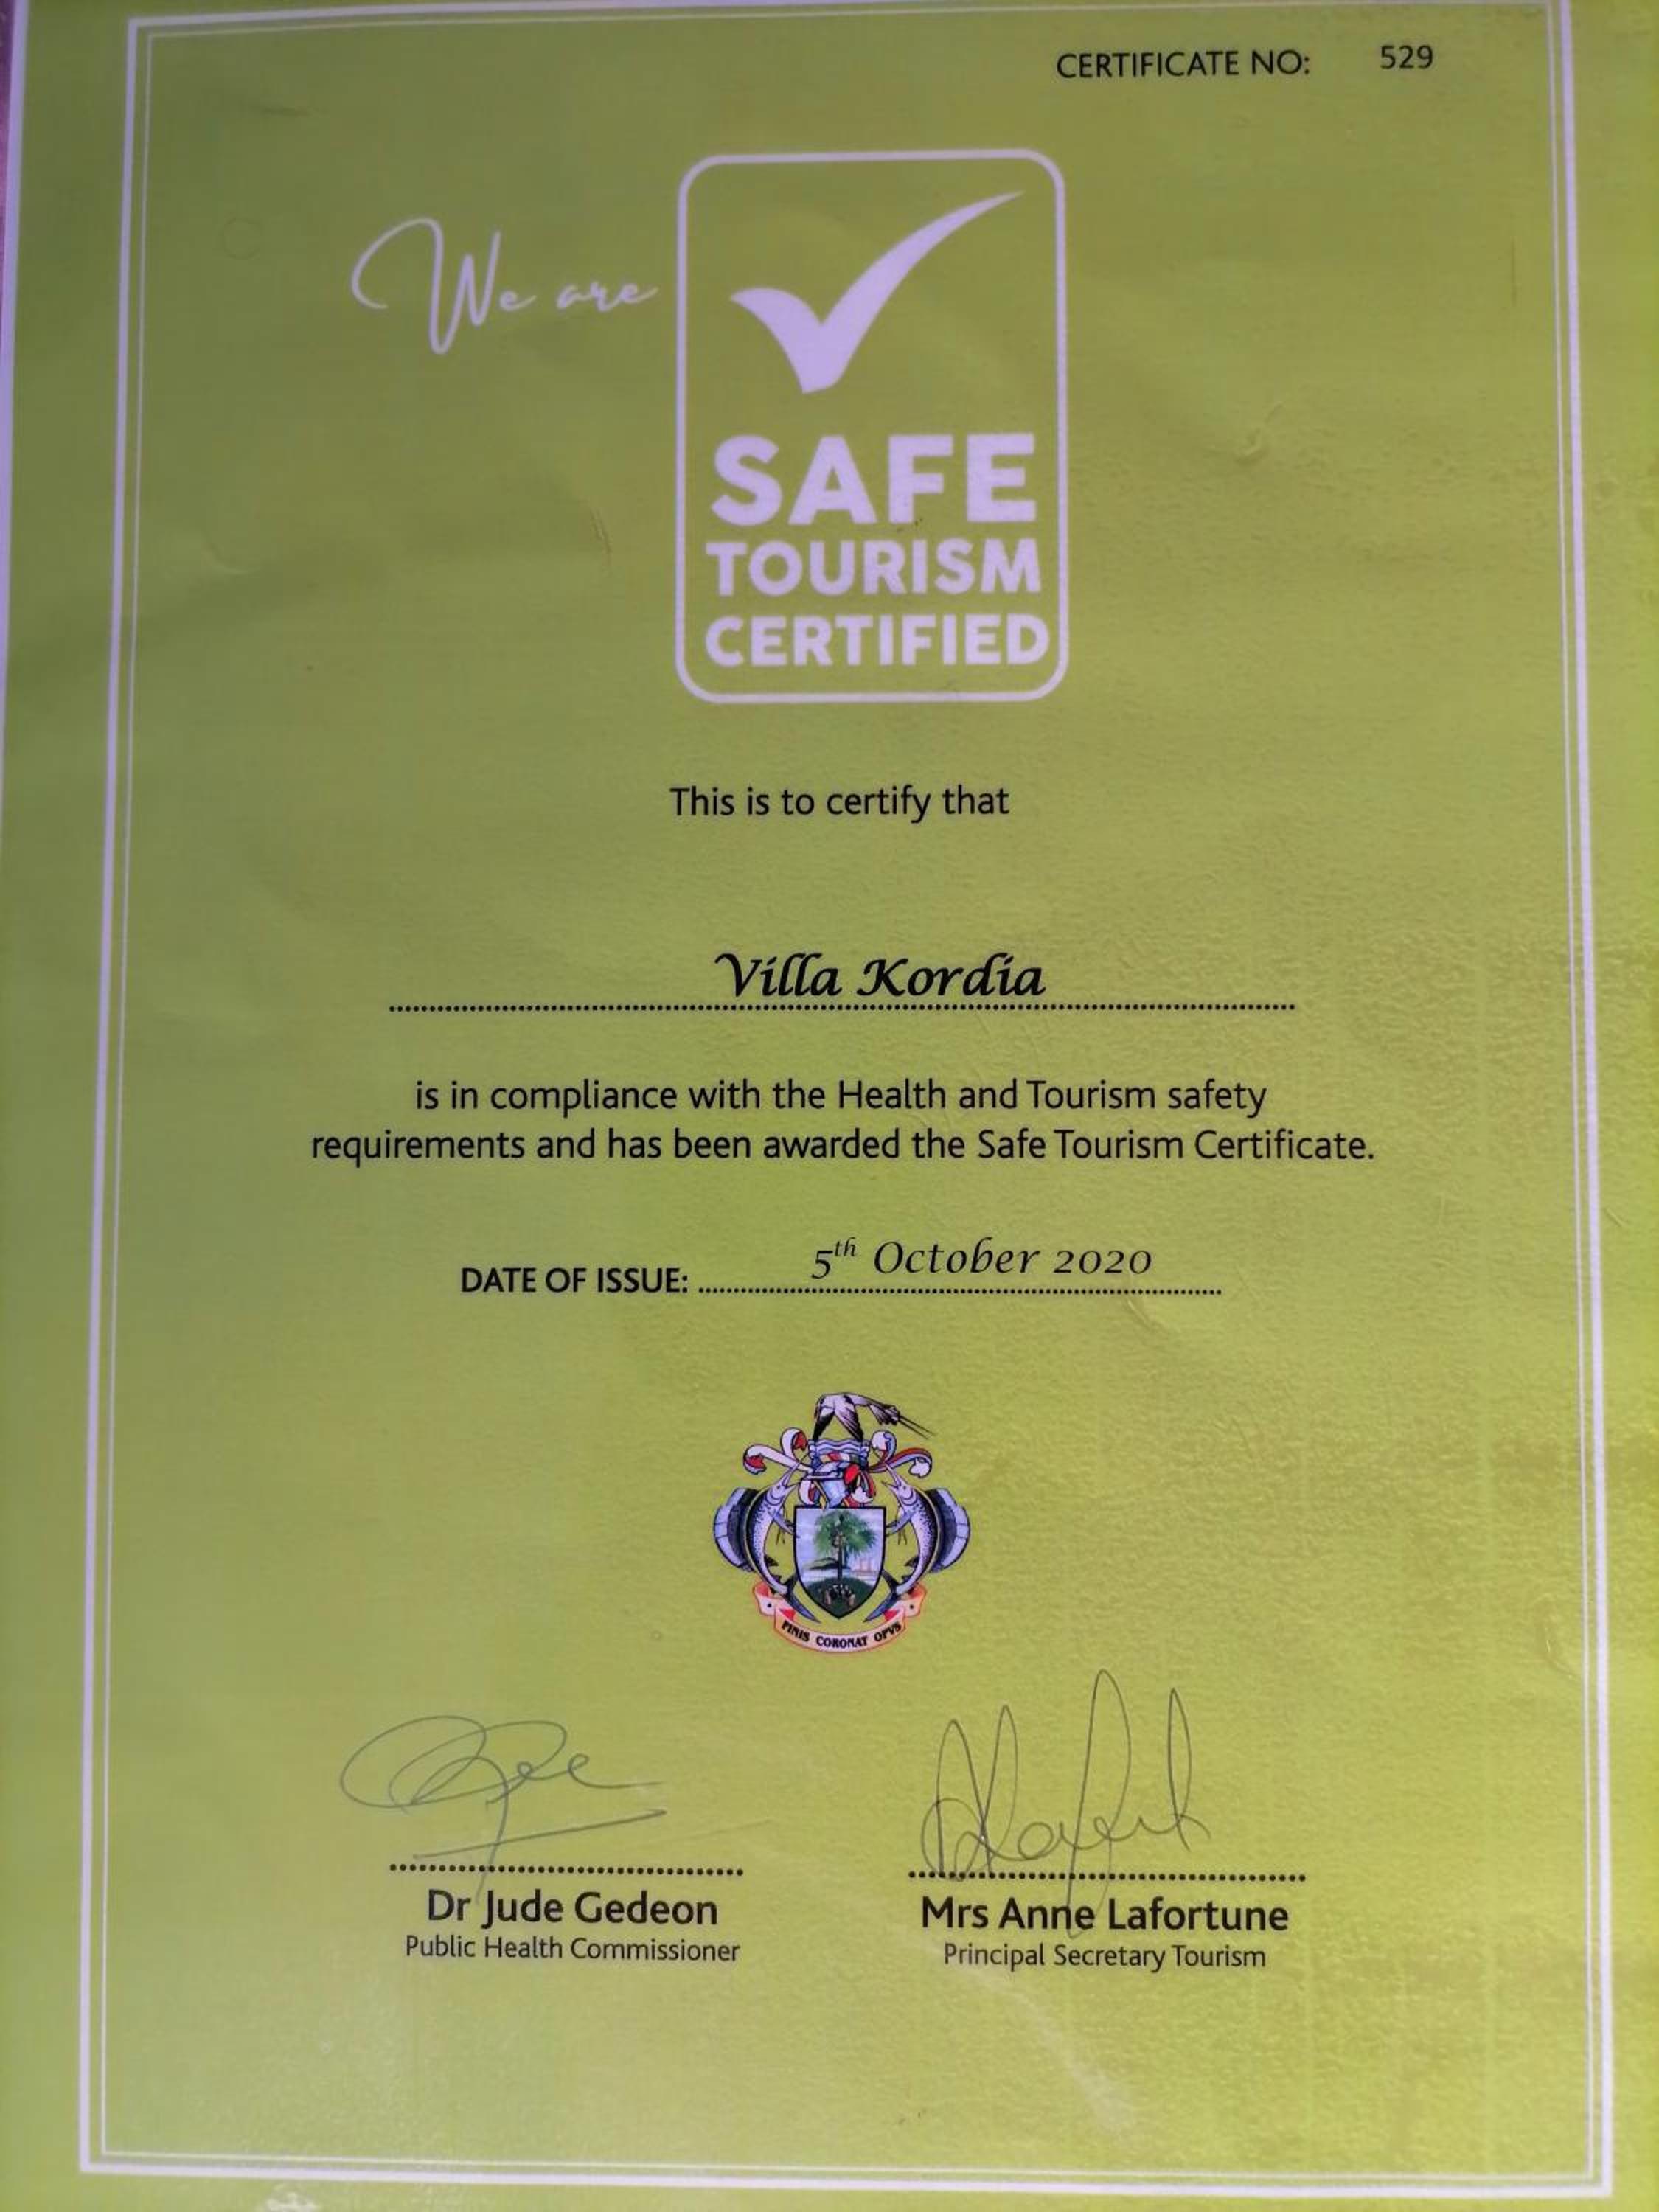 CERTIFICATE NO: 529
We are
SAFE
TOURISM
CERTIFIED
This is to certify that
Villa Kordia
is in compliance with the Health and Tourism safety
requirements and has been awarded the Safe Tourism Certificate.
DATE OF ISSUE: 5th October 2020
FINIS CORONAT OPVS
Dr Jude Gedeon
Mrs Anne Lafortune
Public Health Commissioner
Principal Secretary Tourism